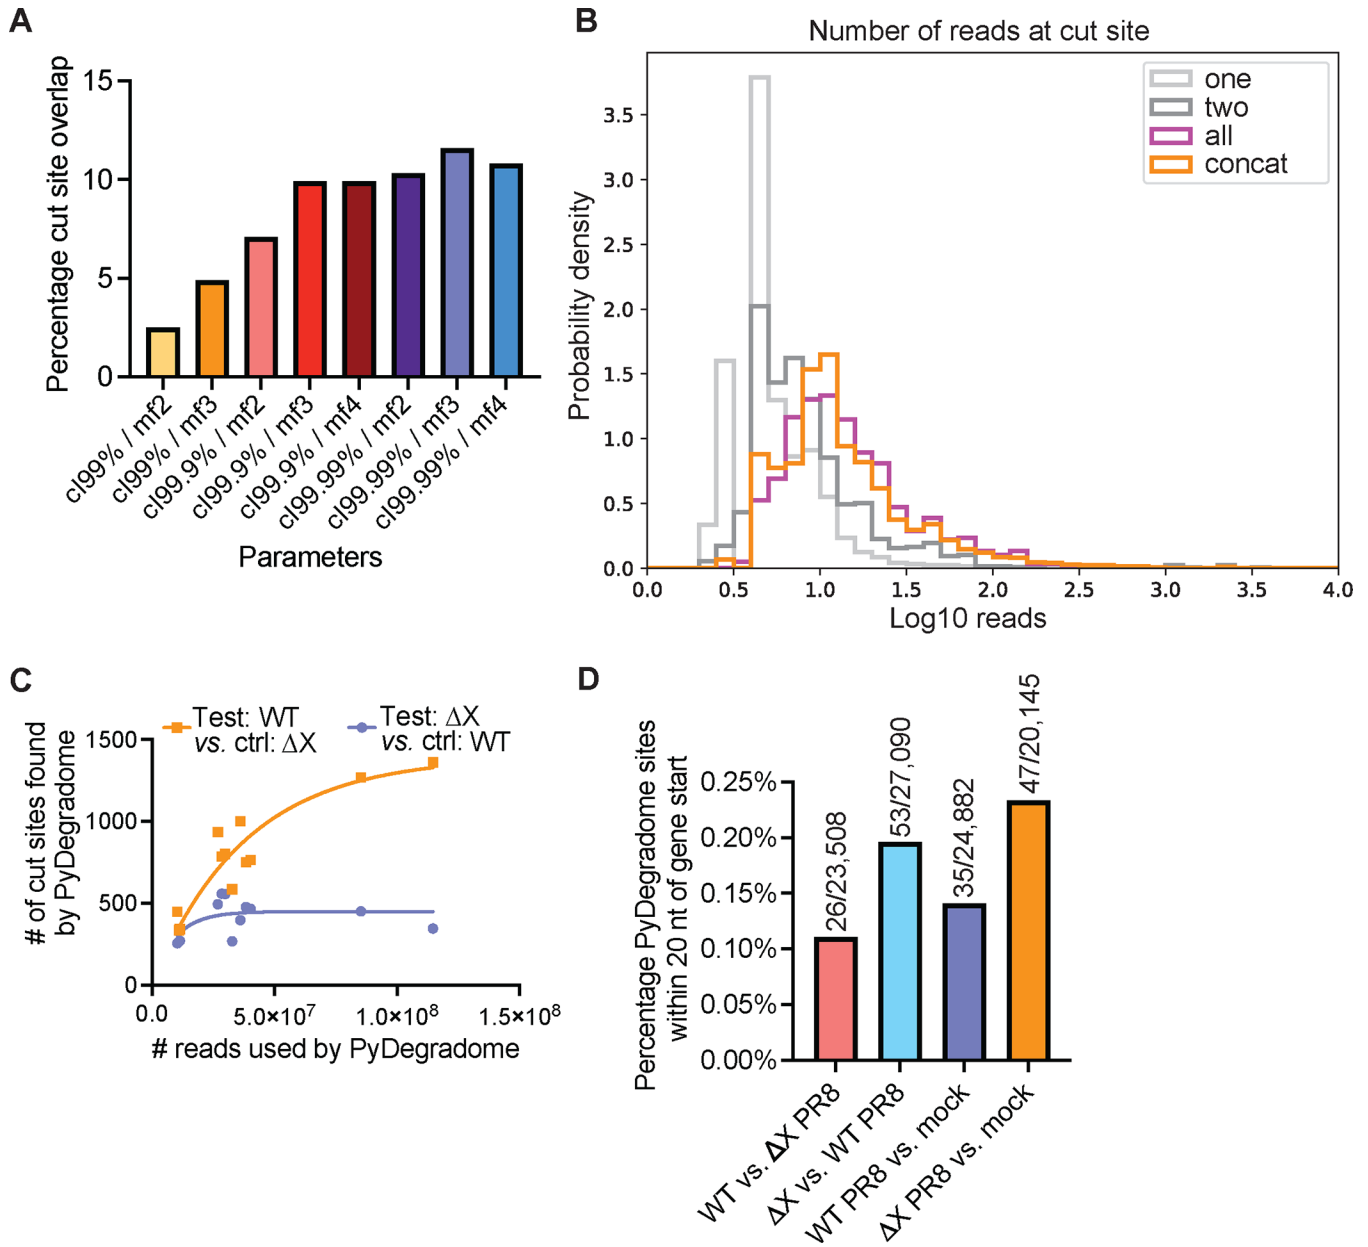 A
Percentage cut site overlap
15
10
5
0
cI99% / mf2
cI99% / mf3
cI99.9% / mf2
cI99.9% / mf3
cI99.9% / mf4
cI99.99% / mf2
cI99.99% / mf3
cI99.99% / mf4
Parameters
B
Number of reads at cut site
one
two
all
concat
Probability density
3.5
3.0
2.5
2.0
1.5
1.0
0.5
0.0
0.0 0.5 1.0 1.5 2.0 2.5 3.0 3.5 4.0
Log10 reads
C
Test: WT
vs. ctrl: ΔX
Test: ΔX
vs. ctrl: WT
# of cut sites found
by PyDegradome
1500
1000
500
0
0.0 5.0×10⁷ 1.0×10⁸ 1.5×10⁸
# reads used by PyDegradome
D
Percentage PyDegradome sites
within 20 nt of gene start
0.25%
0.20%
0.15%
0.10%
0.05%
0.00%
26/23,508
53/27,090
35/24,882
47/20,145
WT vs. ΔX PR8
ΔX vs. WT PR8
WT PR8 vs. mock
ΔX PR8 vs. mock